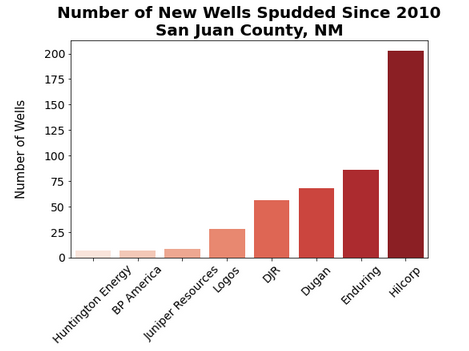 Number of New Wells Spudded Since 2010
San Juan County, NM
Number of Wells
200
175
150
125
100
75
50
25
0
Huntington Energy
BP America
Juniper Resources
Logos
DJR
Dugan
Enduring
Hilcorp